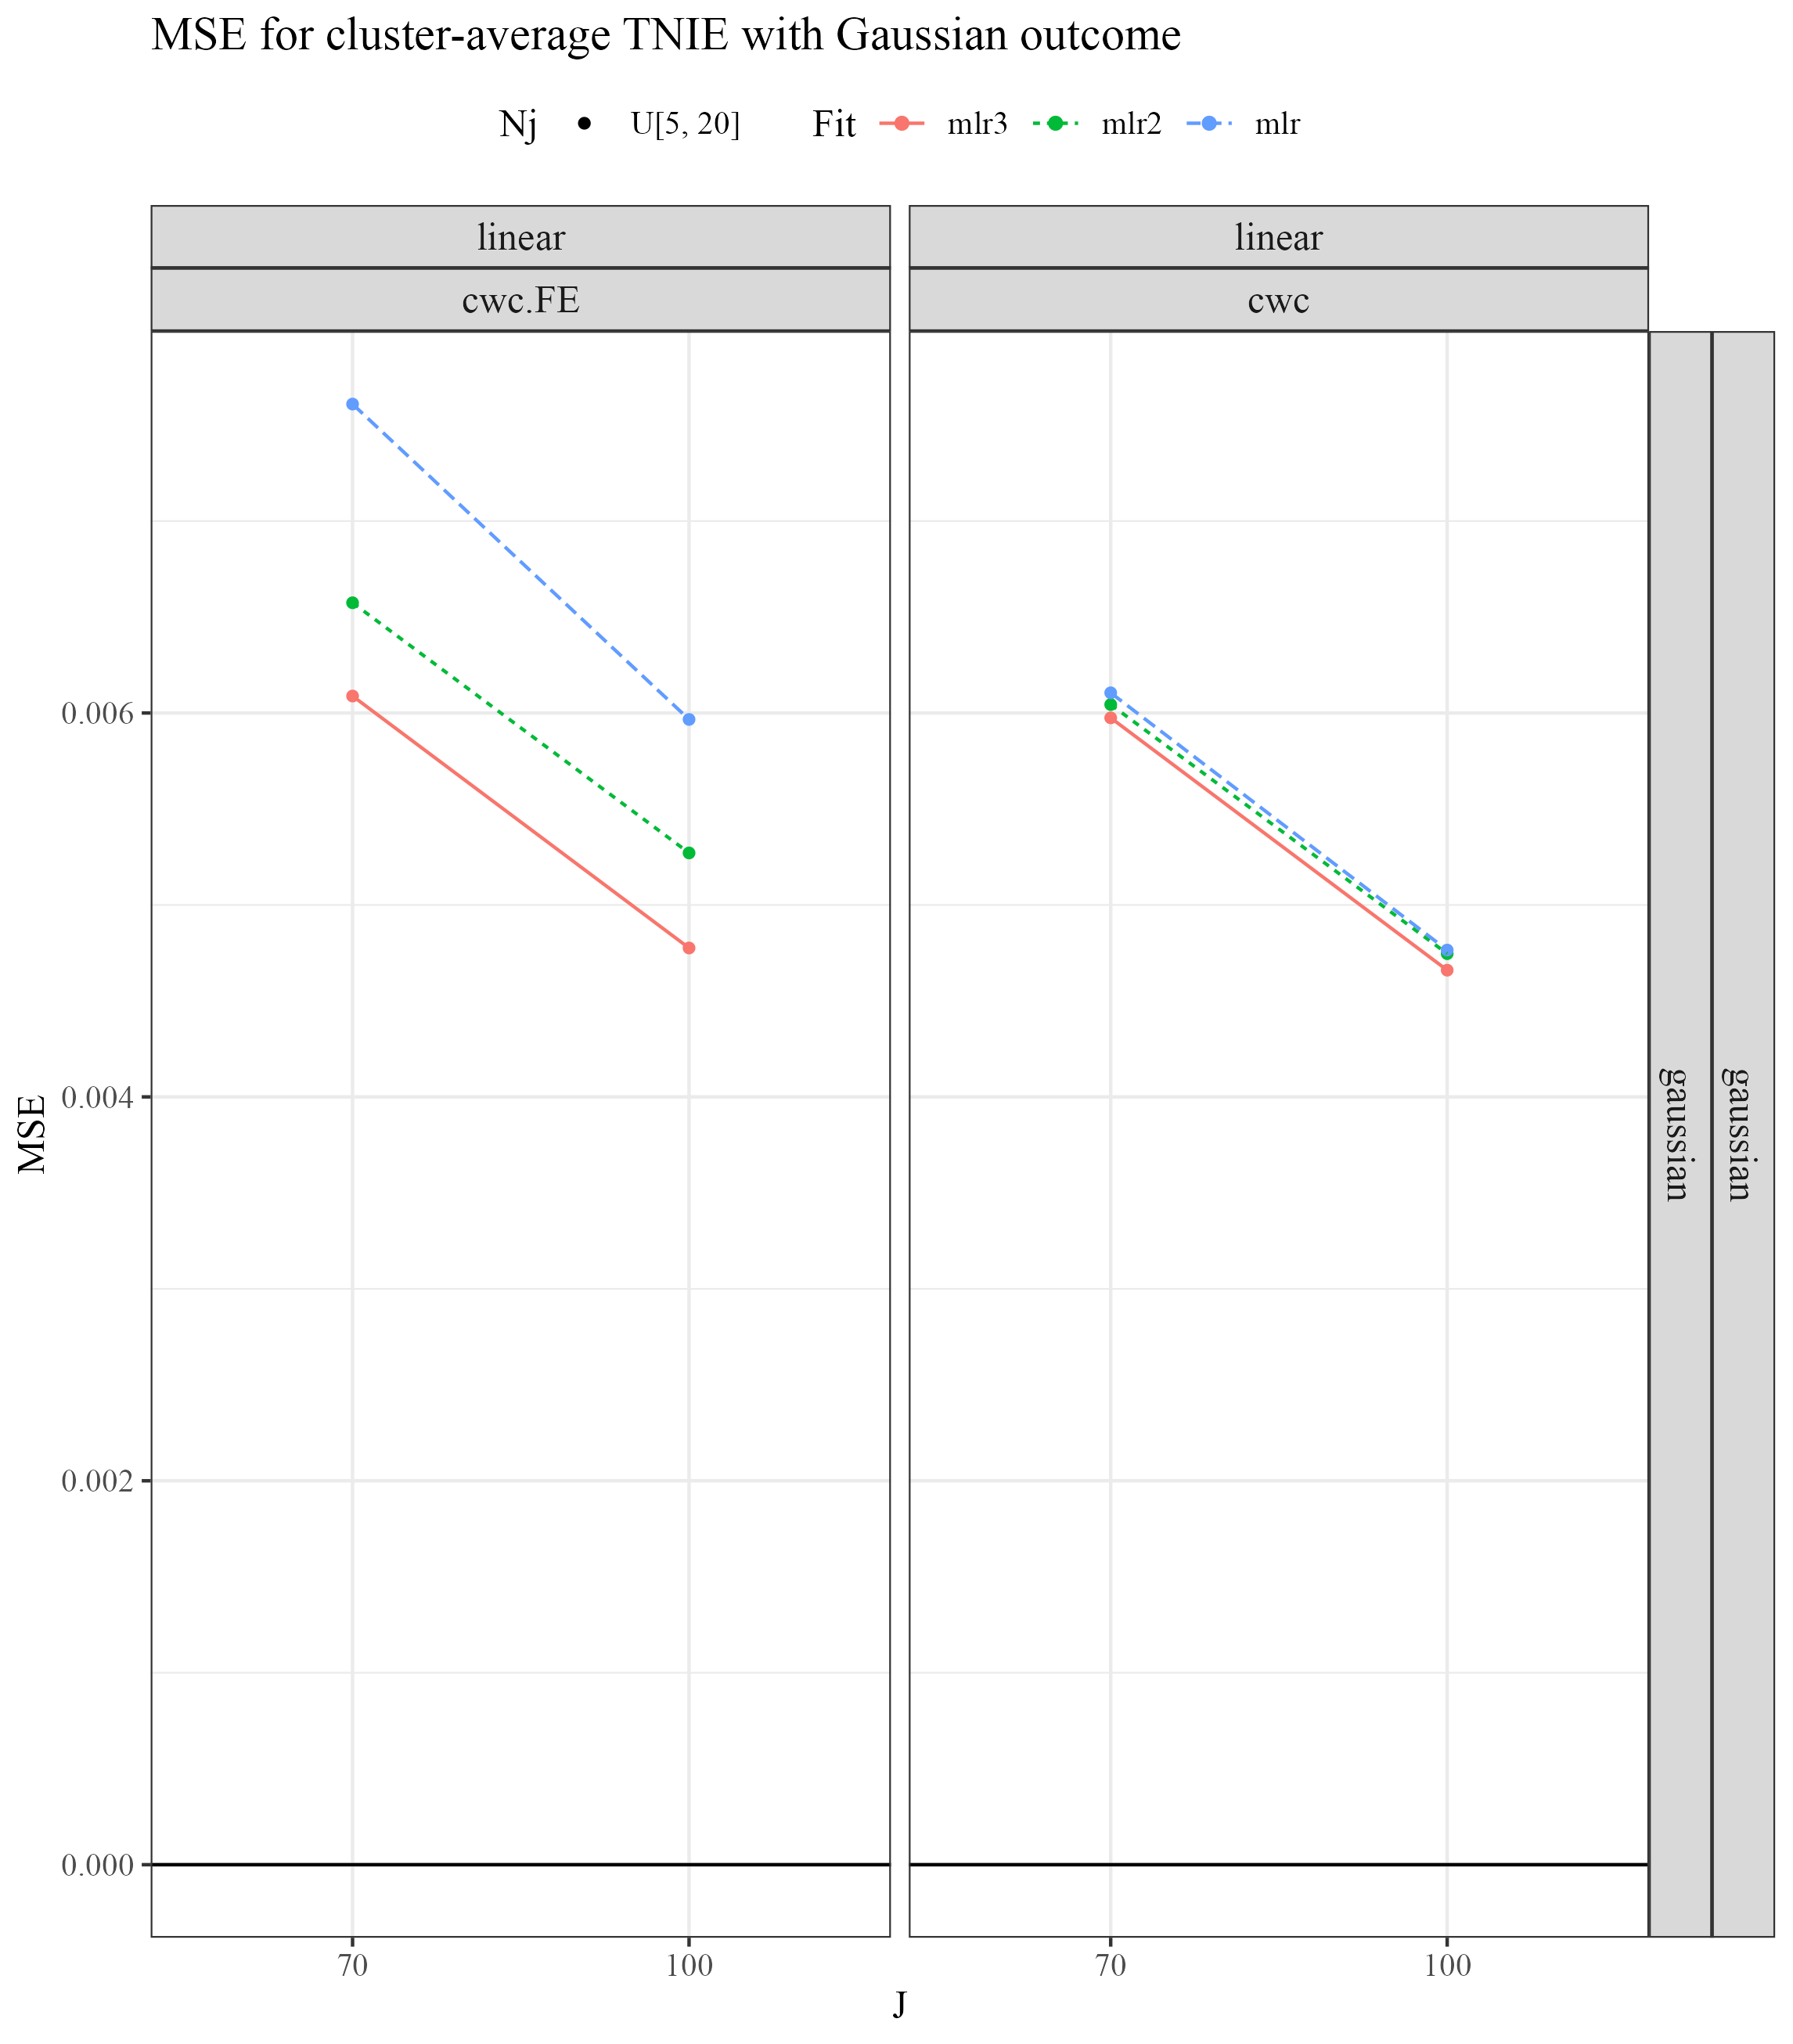 MSE for cluster-average TNIE with Gaussian outcome
Nj U[5, 20] Fit mlr3 mlr2 mlr
linear linear
cwc.FE cwc
0.006
0.004
0.002
0.000
MSE
gaussian
gaussian
70 100 70 100
J